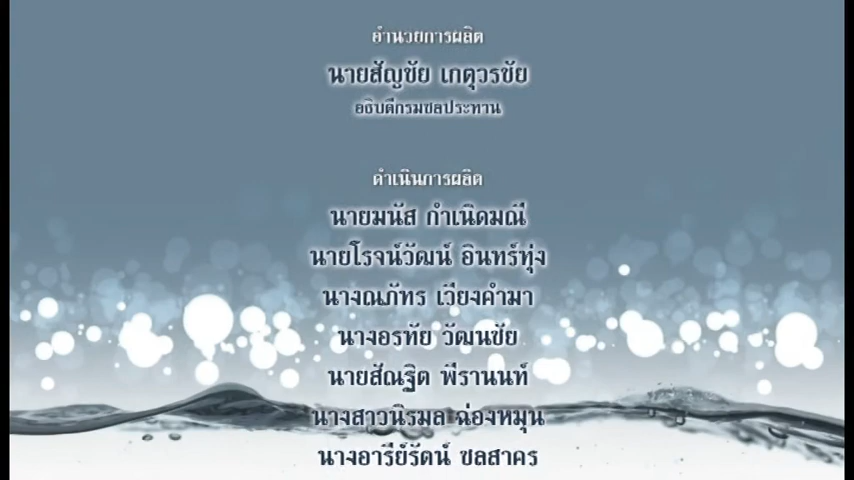 อำนวยการผลิต
นายสัญชัย เกตุวรชัย
อธิบดีกรมชลประทาน
ดำเนินการผลิต
นายมนัส กำเนิดมณี
นายโรจน์วัฒน์ อินทร์ทุ่ง
นางณภัทร เวียงคำมา
นางอรทัย วัฒนชัย
นายสัณฐิต พีรานนท์
นางสาวนิรมล ฉ่องหมุน
นางอารีย์รัตน์ ชลสาคร